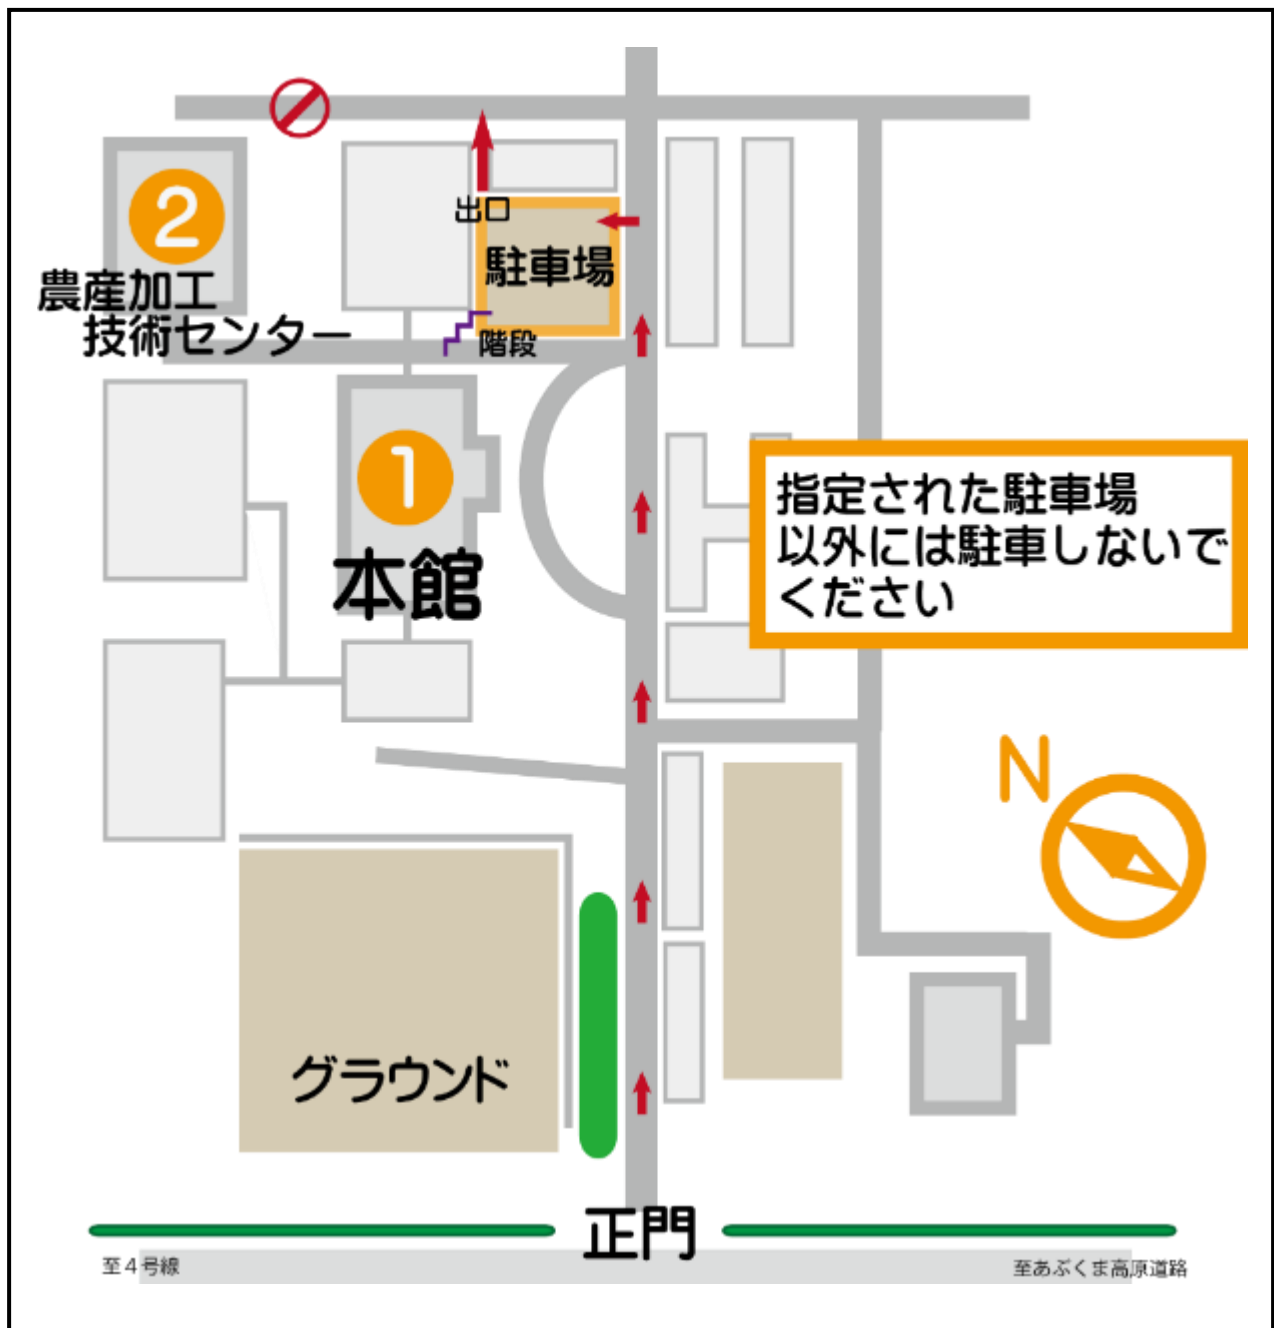 2
出口
駐車場
農産加工
技術センター
階段
1
本館
指定された駐車場
以外には駐車しないで
ください
N
グラウンド
正門
至4号線
至あぶくま高原道路